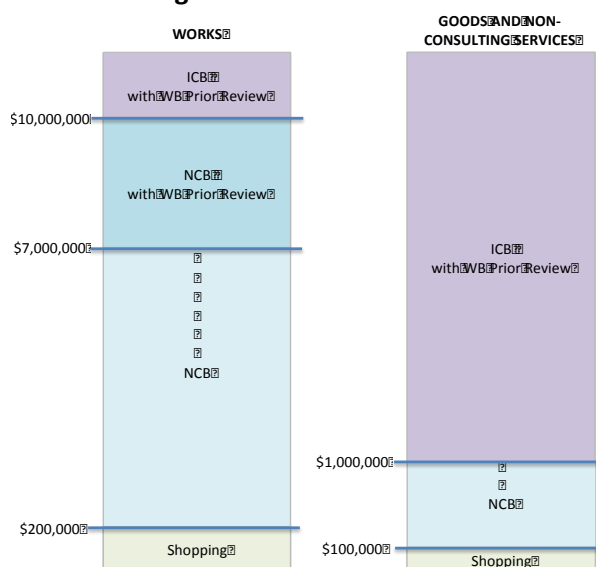 WORKS
ICB
with WB Prior Review
$10,000,000
NCB
with WB Prior Review
$7,000,000
NCB
$200,000
Shopping
GOODS AND NON-
CONSULTING SERVICES
ICB
with WB Prior Review
$1,000,000
NCB
$100,000
Shopping